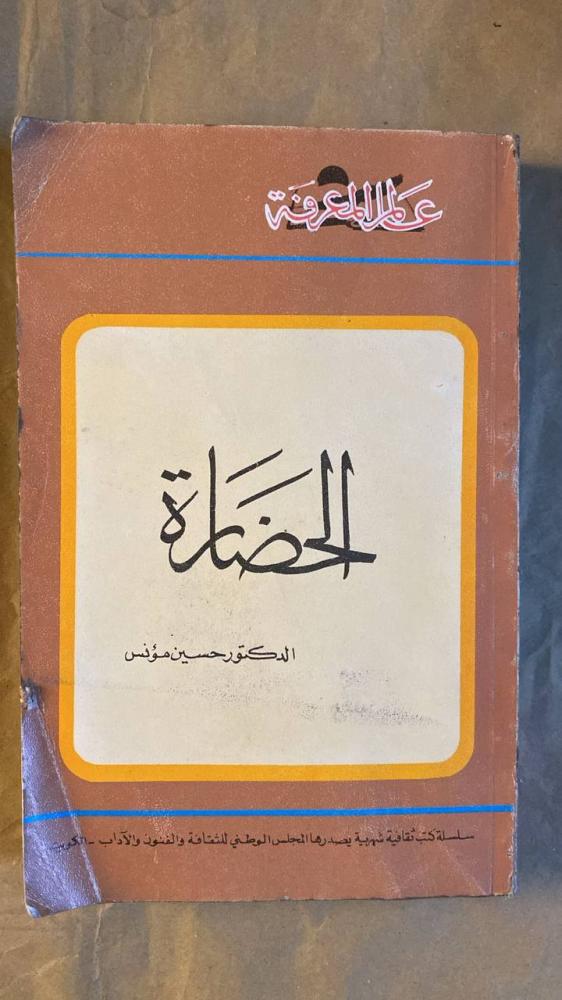 عالم المعرفة
الحضارة
الدكتور حسين مؤنس
سلسلة كتب ثقافية شهرية يصدرها المجلس الوطني للثقافة والفنون والآداب - الكويت